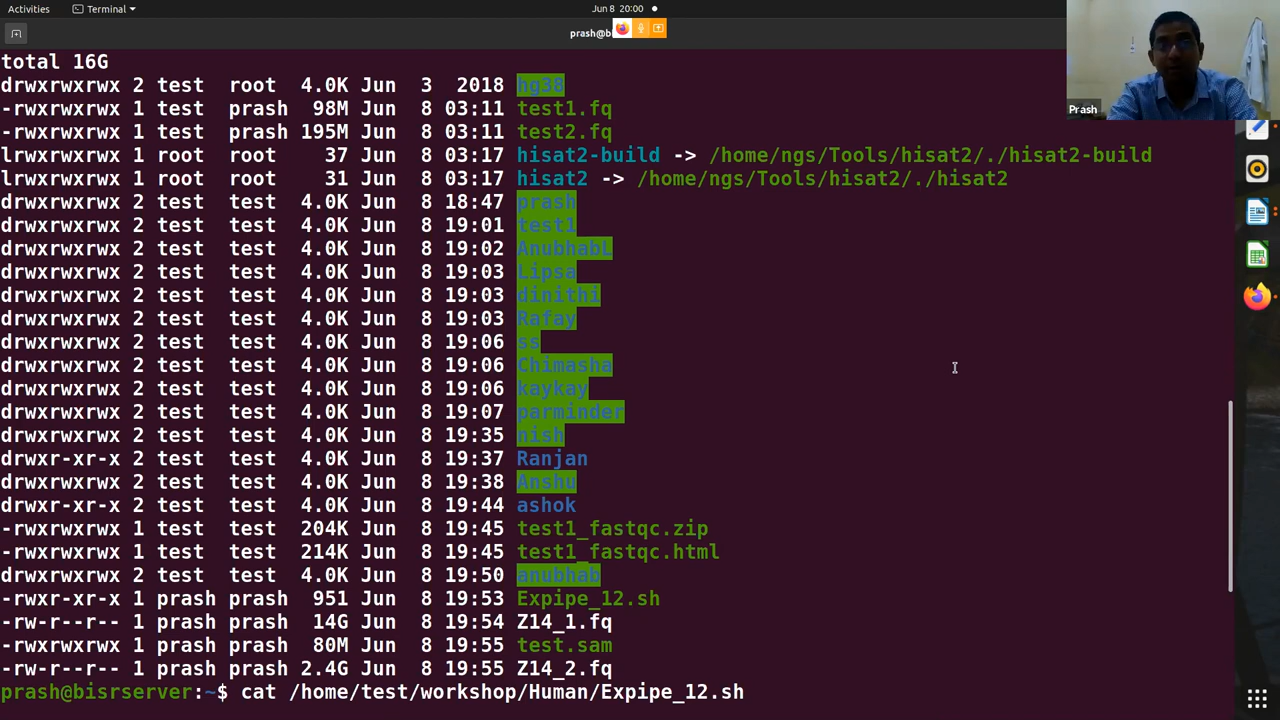 Activities
Terminal
Jun 8 20:00
prash@bi
total 16G
drwxrwxrwx 2 test  root  4.0K Jun  3  2018 hg38
-rwxrwxrwx 1 test  prash  98M Jun  8 03:11 test1.fq
-rwxrwxrwx 1 test  prash 195M Jun  8 03:11 test2.fq
lrwxrwxrwx 1 root  root    37 Jun  8 03:17 hisat2-build -> /home/ngs/Tools/hisat2/./hisat2-build
lrwxrwxrwx 1 root  root    31 Jun  8 03:17 hisat2 -> /home/ngs/Tools/hisat2/./hisat2
drwxrwxrwx 2 test  test  4.0K Jun  8 18:47 prash
drwxrwxrwx 2 test  test  4.0K Jun  8 19:01 test1
drwxrwxrwx 2 test  test  4.0K Jun  8 19:02 AnubhabL
drwxrwxrwx 2 test  test  4.0K Jun  8 19:03 Lipsa
drwxrwxrwx 2 test  test  4.0K Jun  8 19:03 dinithi
drwxrwxrwx 2 test  test  4.0K Jun  8 19:03 Rafay
drwxrwxrwx 2 test  test  4.0K Jun  8 19:06 ss
drwxrwxrwx 2 test  test  4.0K Jun  8 19:06 Chimasha
drwxrwxrwx 2 test  test  4.0K Jun  8 19:06 kaykay
drwxrwxrwx 2 test  test  4.0K Jun  8 19:07 parminder
drwxrwxrwx 2 test  test  4.0K Jun  8 19:35 nish
drwxr-xr-x 2 test  test  4.0K Jun  8 19:37 Ranjan
drwxrwxrwx 2 test  test  4.0K Jun  8 19:38 Anshu
drwxr-xr-x 2 test  test  4.0K Jun  8 19:44 ashok
-rwxrwxrwx 1 test  test  204K Jun  8 19:45 test1_fastqc.zip
-rwxrwxrwx 1 test  test  214K Jun  8 19:45 test1_fastqc.html
drwxrwxrwx 2 test  test  4.0K Jun  8 19:50 anubhab
-rwxr-xr-x 1 prash prash  951 Jun  8 19:53 Expipe_12.sh
-rw-r--r-- 1 prash prash  14G Jun  8 19:54 Z14_1.fq
-rwxrwxrwx 1 prash prash  80M Jun  8 19:55 test.sam
-rw-r--r-- 1 prash prash 2.4G Jun  8 19:55 Z14_2.fq
prash@bisrserver:~$ cat /home/test/workshop/Human/Expipe_12.sh
Prash